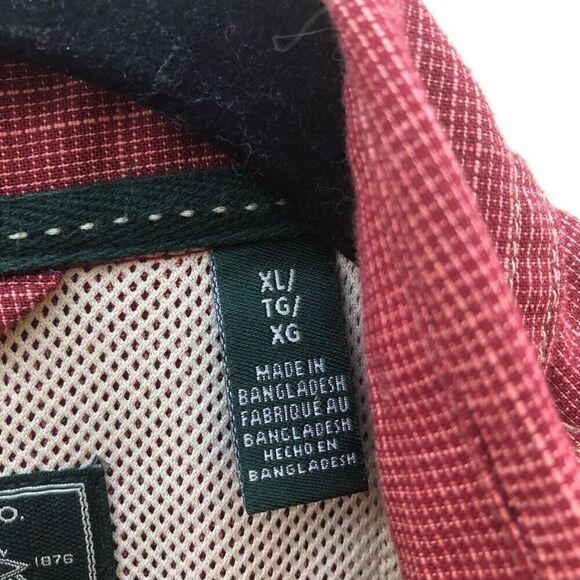 XL/
TG/
XG
MADE IN
BANGLADESH
FABRIQUÉ AU
BANGLADESH
HECHO EN
BANGLADESH
O.
1876